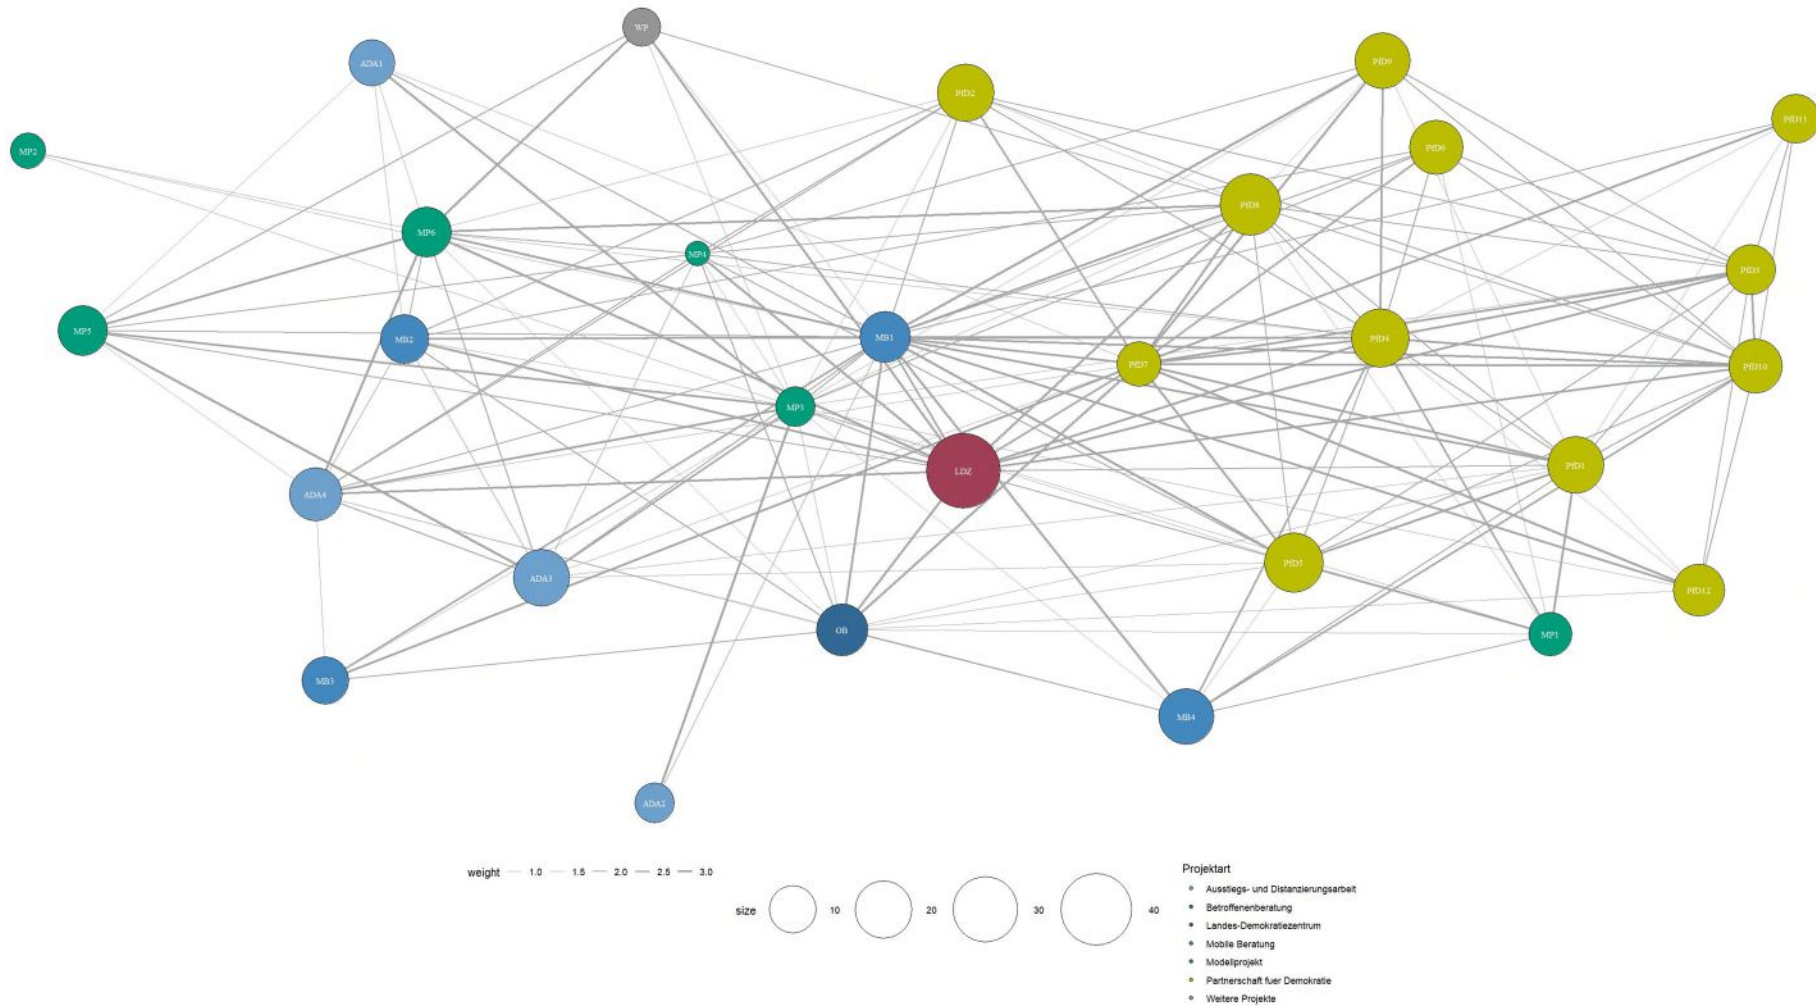 WP
ADA1
PfD9
PfD2
PfD11
PfD6
MP2
PfD8
MP6
MP4
PfD3
MP5
MB2
MB1
PfD4
PfD7
PfD10
MP3
PfD1
LDZ
ADA4
PfD5
ADA3
PfD12
OB
MP1
MB3
MB4
ADA2
weight 1.0 1.5 2.0 2.5 3.0
size 10 20 30 40
Projektart
Ausstiegs- und Distanzierungsarbeit
Betroffenenberatung
Landes-Demokratiezentrum
Mobile Beratung
Modellprojekt
Partnerschaft fuer Demokratie
Weitere Projekte